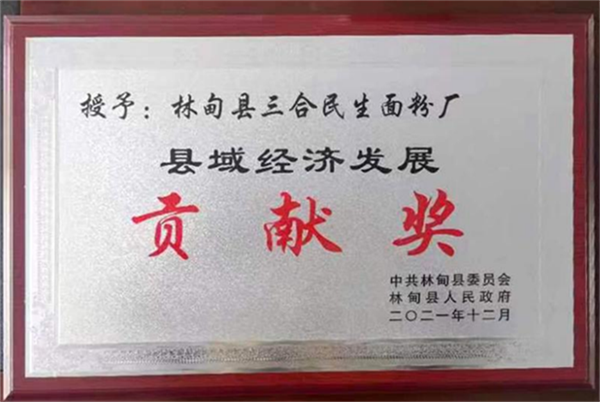 授予：林甸县三合民生面粉厂
县域经济发展
贡献奖
中共林甸县委员会
林甸县人民政府
二〇二一年十二月